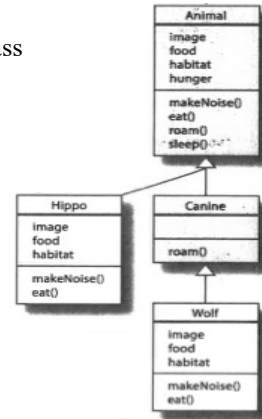 ass
Animal
image
food
habitat
hunger
makeNoise()
eat()
roam()
sleep()
Hippo
image
food
habitat
makeNoise()
eat()
Canine
roam()
Wolf
image
food
habitat
makeNoise()
eat()